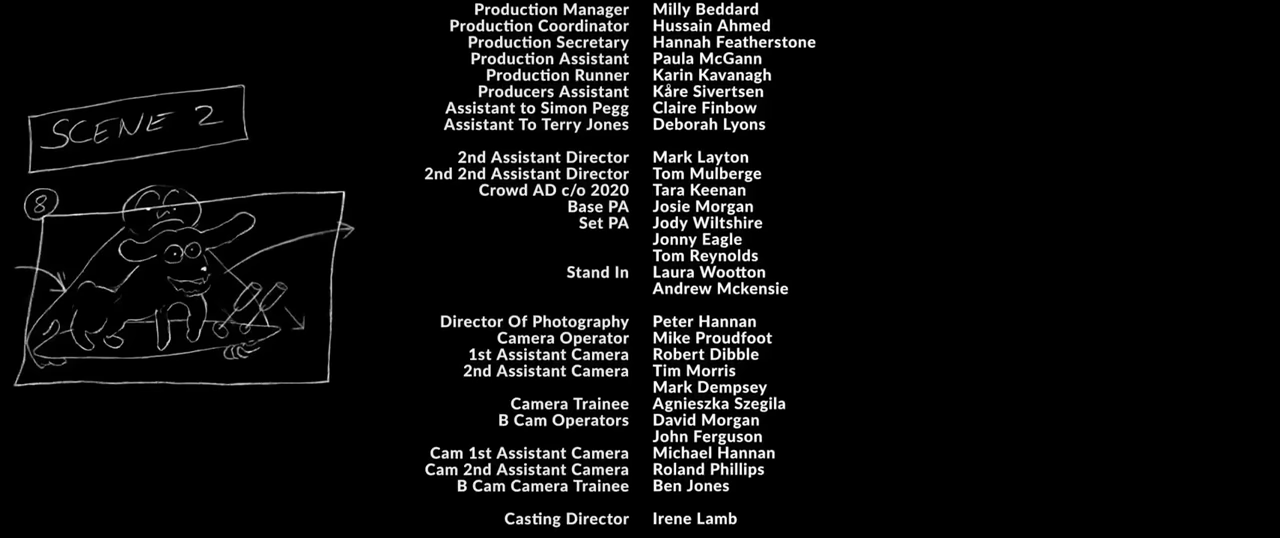 Production Manager Milly Beddard
Production Coordinator Hussain Ahmed
Production Secretary Hannah Featherstone
Production Assistant Paula McGann
Production Runner Karin Kavanagh
Producers Assistant Kåre Sivertsen
Assistant to Simon Pegg Claire Finbow
Assistant To Terry Jones Deborah Lyons
SCENE 2
8
2nd Assistant Director Mark Layton
2nd 2nd Assistant Director Tom Mulberge
Crowd AD c/o 2020 Tara Keenan
Base PA Josie Morgan
Set PA Jody Wiltshire
Jonny Eagle
Tom Reynolds
Stand In Laura Wootton
Andrew Mckensie
Director Of Photography Peter Hannan
Camera Operator Mike Proudfoot
1st Assistant Camera Robert Dibble
2nd Assistant Camera Tim Morris
Mark Dempsey
Camera Trainee Agnieszka Szegila
B Cam Operators David Morgan
John Ferguson
Cam 1st Assistant Camera Michael Hannan
Cam 2nd Assistant Camera Roland Phillips
B Cam Camera Trainee Ben Jones
Casting Director Irene Lamb